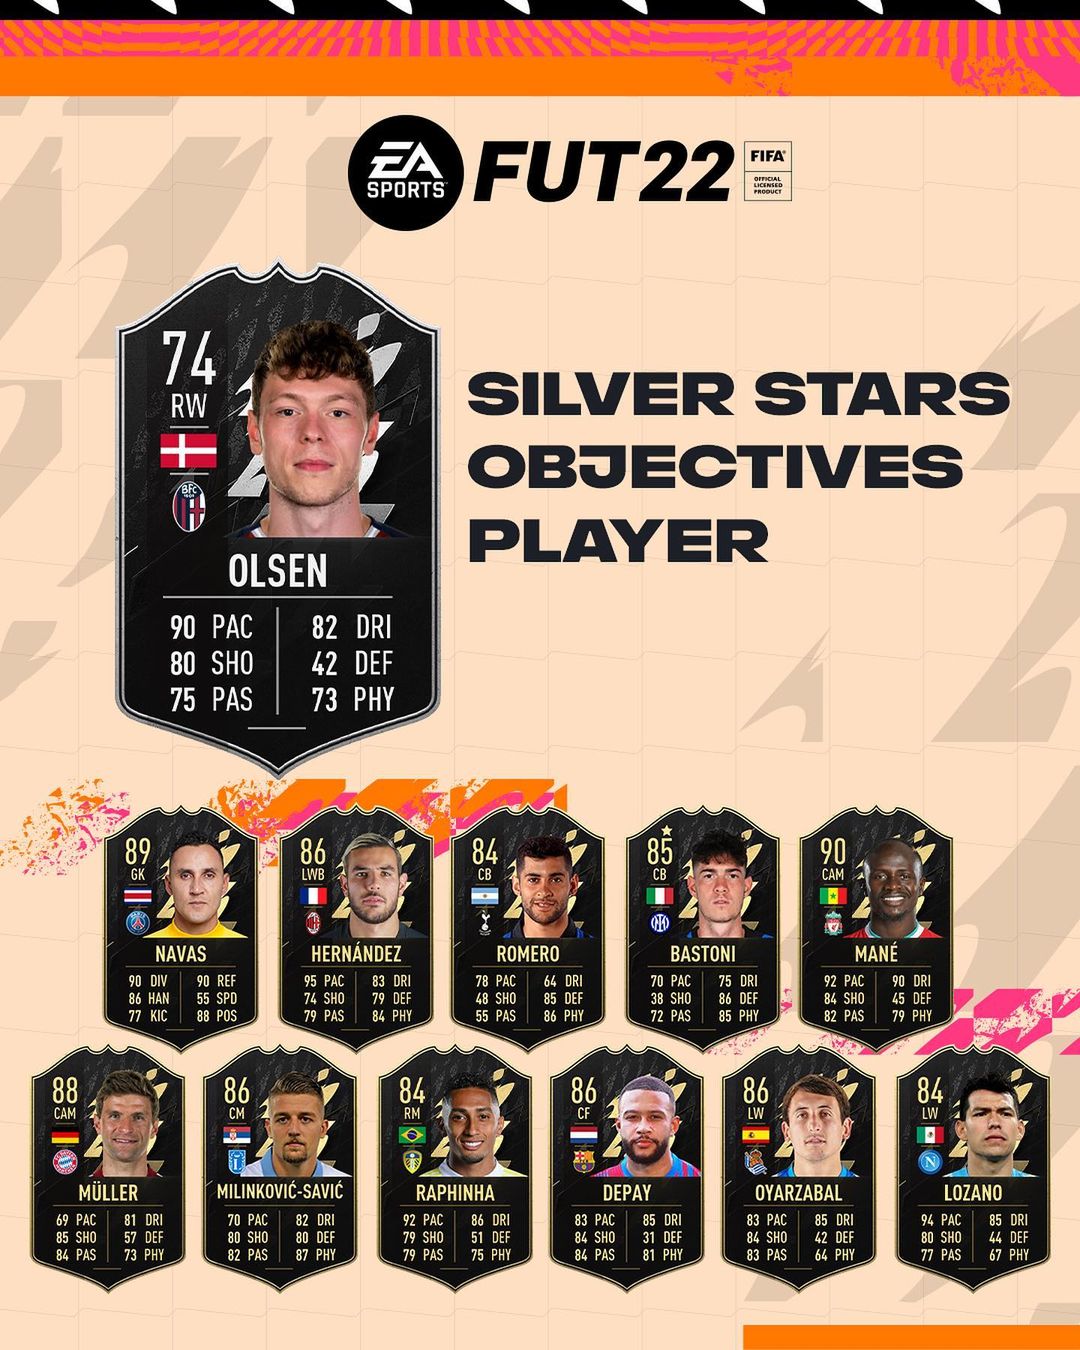 EA
SPORTS
FUT22
FIFA
OFFICIAL
LICENSED
PRODUCT
74
RW
BFC
1909
OLSEN
90 PAC 82 DRI
80 SHO 42 DEF
75 PAS 73 PHY
SILVER STARS
OBJECTIVES
PLAYER
89
GK
NAVAS
90 DIV 90 REF
86 HAN 55 SPD
77 KIC 88 POS
86
LWB
HERNÁNDEZ
95 PAC 83 DRI
74 SHO 79 DEF
79 PAS 84 PHY
84
CB
ROMERO
78 PAC 64 DRI
48 SHO 85 DEF
55 PAS 86 PHY
85
CB
BASTONI
70 PAC 75 DRI
38 SHO 86 DEF
72 PAS 85 PHY
90
CAM
MANÉ
92 PAC 90 DRI
84 SHO 45 DEF
82 PAS 79 PHY
88
CAM
MÜLLER
69 PAC 81 DRI
85 SHO 57 DEF
84 PAS 73 PHY
86
CM
MILINKOVIĆ-SAVIĆ
70 PAC 82 DRI
80 SHO 80 DEF
82 PAS 87 PHY
84
RM
RAPHINHA
92 PAC 86 DRI
79 SHO 51 DEF
79 PAS 75 PHY
86
CF
DEPAY
83 PAC 85 DRI
84 SHO 31 DEF
84 PAS 81 PHY
86
LW
OYARZABAL
83 PAC 85 DRI
84 SHO 42 DEF
83 PAS 64 PHY
84
LW
N
LOZANO
94 PAC 85 DRI
80 SHO 44 DEF
77 PAS 67 PHY